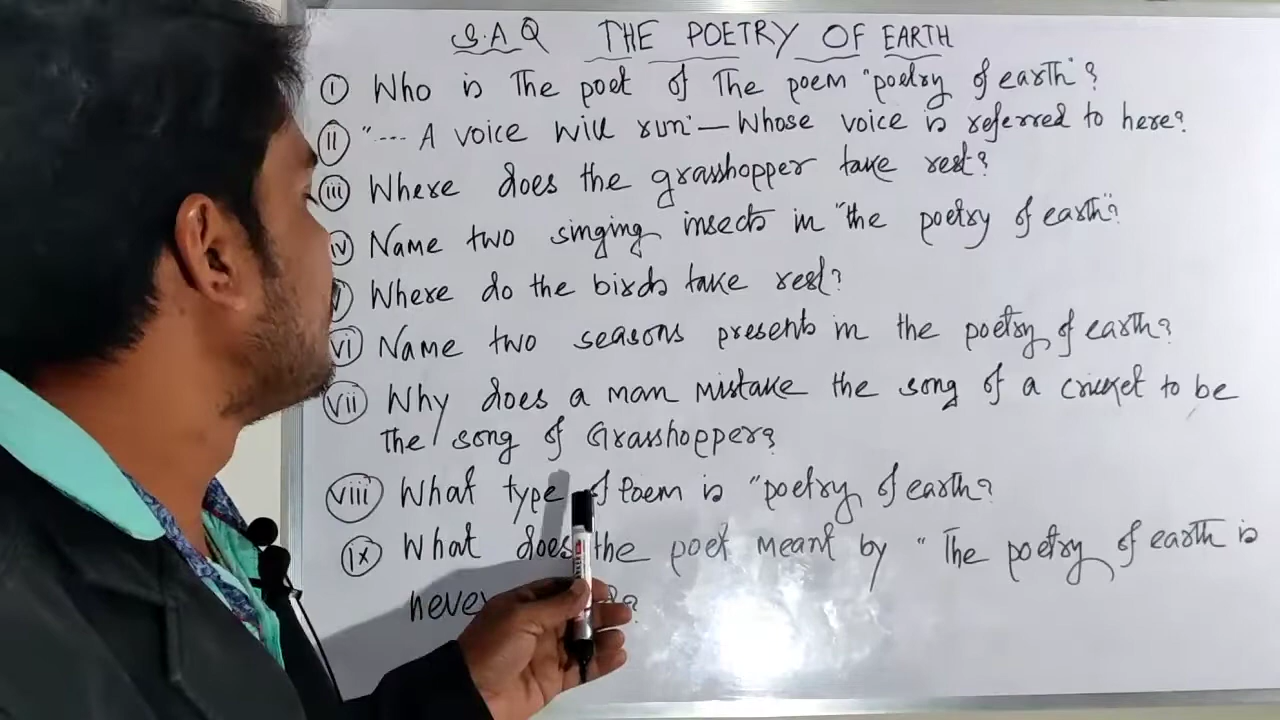 S.A.Q THE POETRY OF EARTH
(i) Who is The poet of The poem "poetry of earth"?
(ii) "---- A voice will run" — Whose voice is referred to here?
(iii) Where does the grasshopper take rest?
(iv) Name two singing insects in "the poetry of earth"?
(v) Where do the birds take rest?
(vi) Name two seasons presents in the poetry of earth?
(vii) Why does a man mistake the song of a cricket to be
the song of Grasshopper?
(viii) What type of Poem is "poetry of earth?
(ix) What does the poet meant by "The poetry of earth is